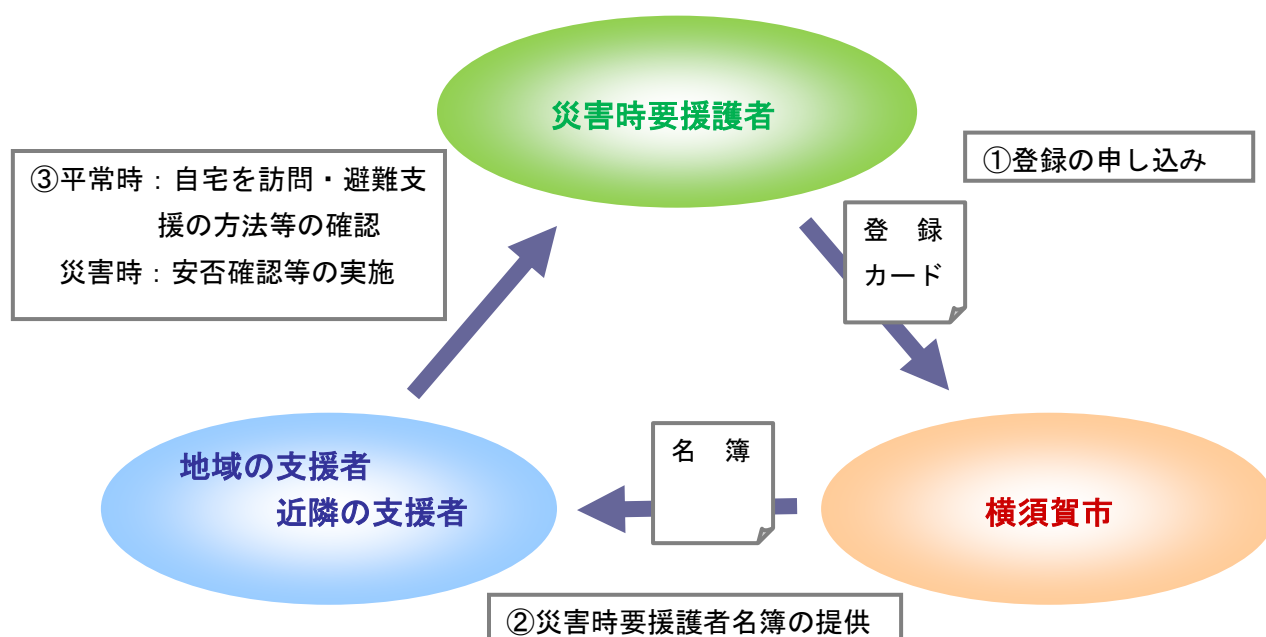 災害時要援護者
①登録の申し込み
③平常時：自宅を訪問・避難支
援の方法等の確認
災害時：安否確認等の実施
登　録
カード
地域の支援者
近隣の支援者
名　簿
横須賀市
②災害時要援護者名簿の提供